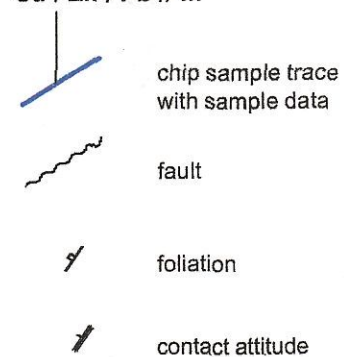 chip sample trace
with sample data
fault
foliation
contact attitude